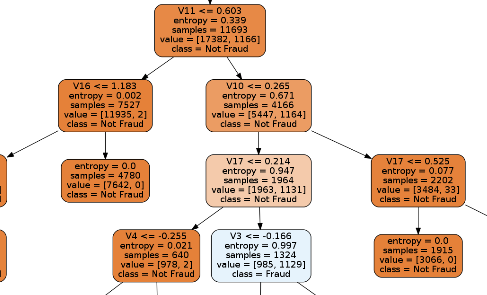 V11 <= 0.603
entropy = 0.339
samples = 11693
value = [17382, 1166]
class = Not Fraud
V16 <= 1.183
entropy = 0.002
samples = 7527
value = [11935, 2]
class = Not Fraud
V10 <= 0.265
entropy = 0.671
samples = 4166
value = [5447, 1164]
class = Not Fraud
entropy = 0.0
samples = 4780
value = [7642, 0]
class = Not Fraud
V17 <= 0.214
entropy = 0.947
samples = 1964
value = [1963, 1131]
class = Not Fraud
V17 <= 0.525
entropy = 0.077
samples = 2202
value = [3484, 33]
class = Not Fraud
]
V4 <= -0.255
entropy = 0.021
samples = 640
value = [978, 2]
class = Not Fraud
V3 <= -0.166
entropy = 0.997
samples = 1324
value = [985, 1129]
class = Fraud
entropy = 0.0
samples = 1915
value = [3066, 0]
class = Not Fraud